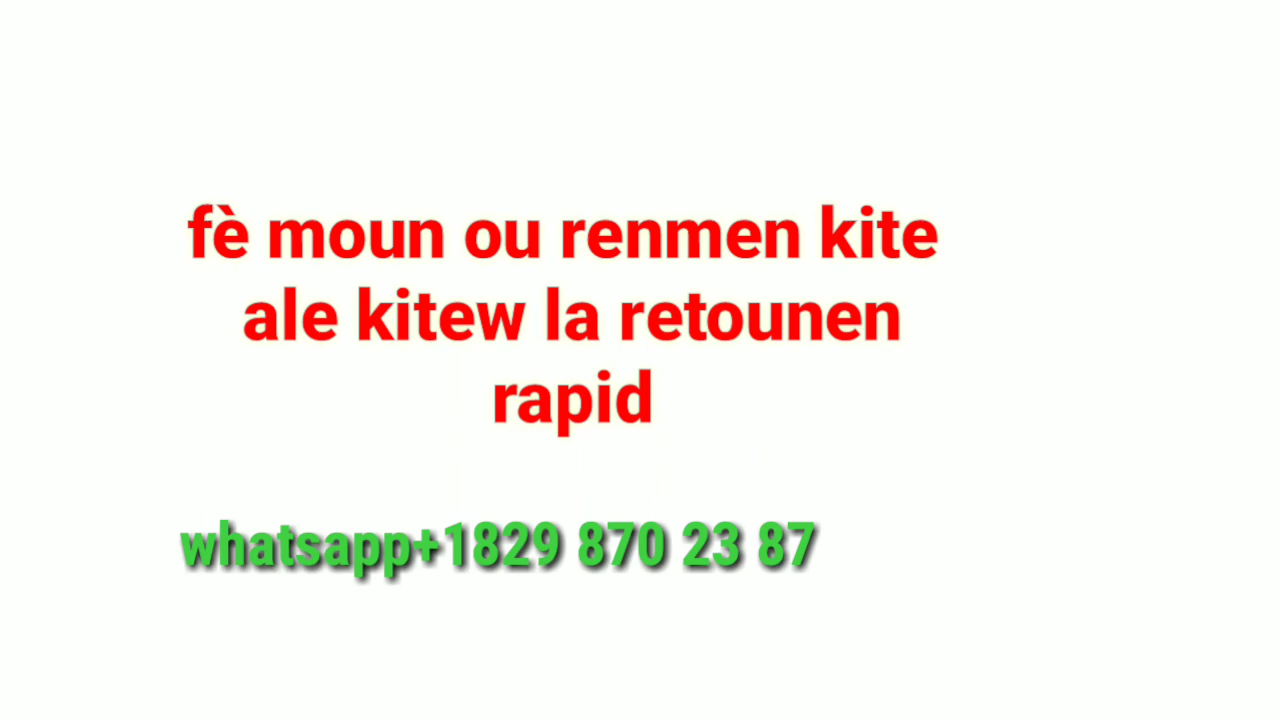 fè moun ou renmen kite
ale kitew la retounen
rapid
whatsapp+1829 870 23 87